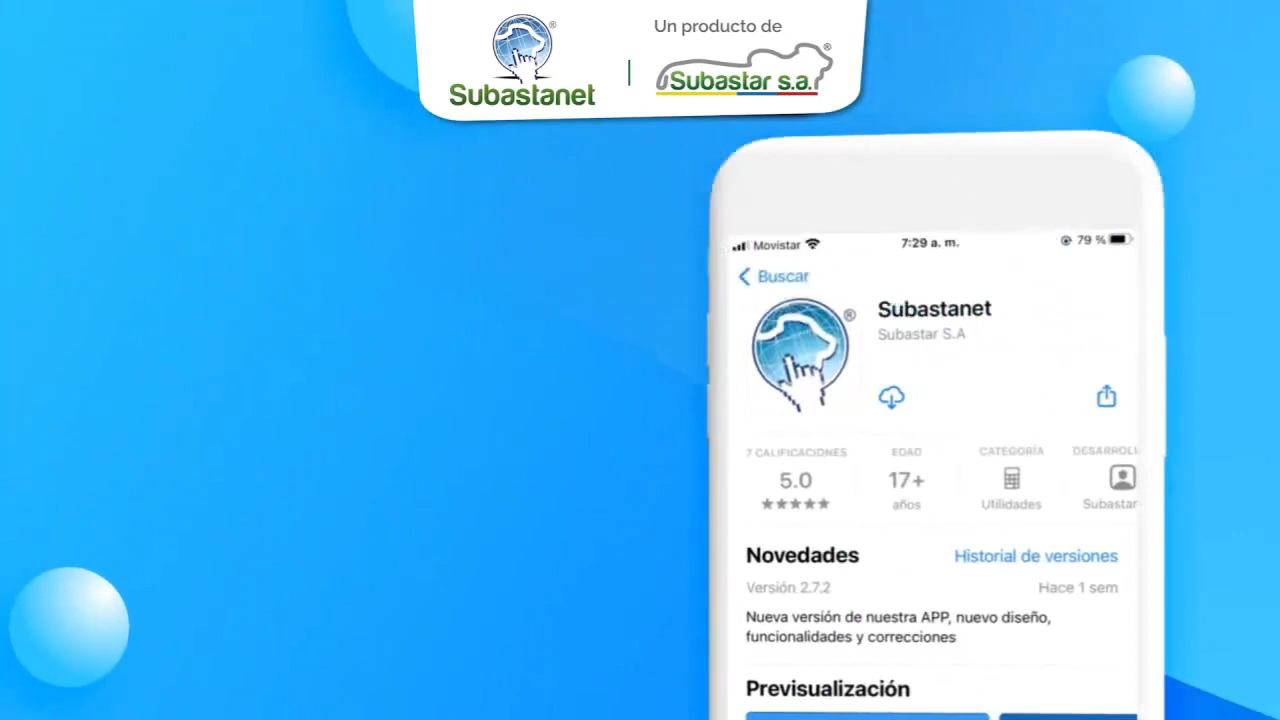 Un producto de
®
®
Subastanet
|
Subastar s.a.
Movistar
7:29 a. m.
79 %
Buscar
®
Subastanet
Subastar S.A
7 CALIFICACIONES
EDAD
CATEGORÍA
DESARROL
5.0
17+
★★★★★
años
Utilidades
Subastar
Novedades
Historial de versiones
Versión 2.7.2
Hace 1 sem
Nueva versión de nuestra APP, nuevo diseño,
funcionalidades y correcciones
Previsualización